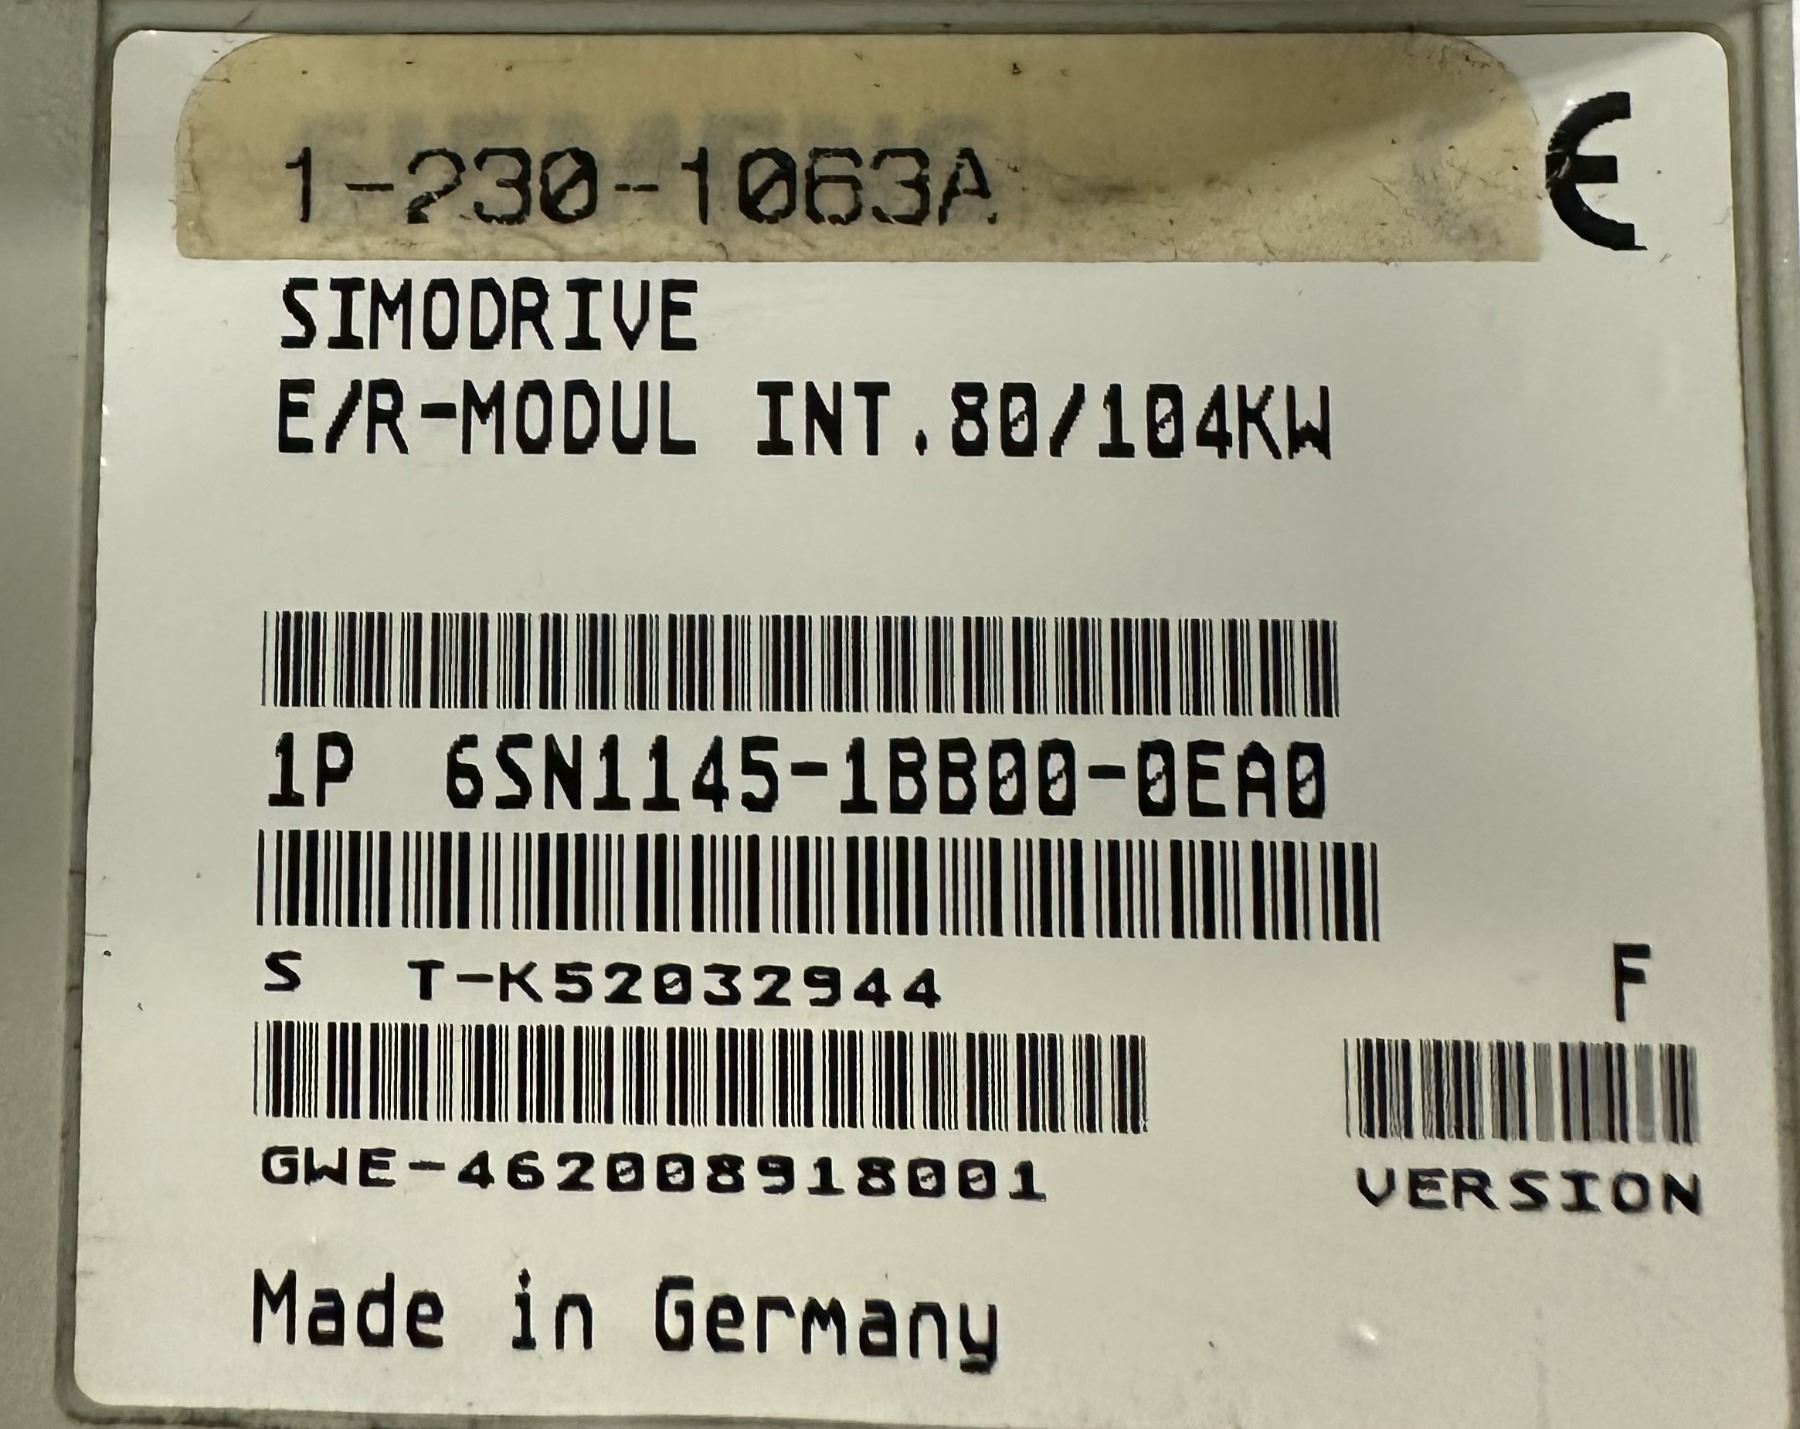 1-230-1063A
CE
SIMODRIVE
E/R-MODUL INT.80/104KW
1P 6SN1145-1BB00-0EA0
S T-K52032944
F
GWE-462008918001
VERSION
Made in Germany